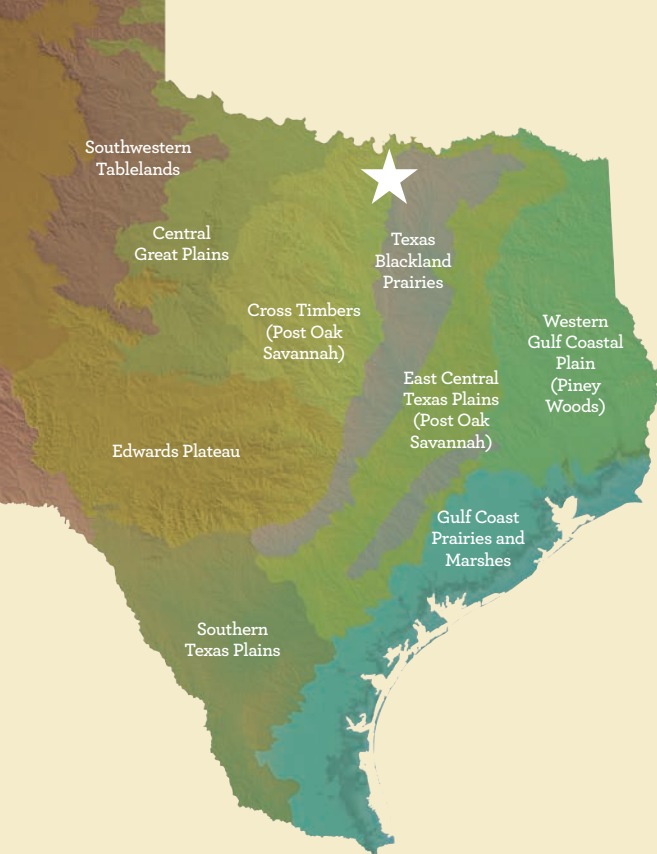 Southwestern
Tablelands
Central
Great Plains
Texas
Blackland
Prairies
Cross Timbers
(Post Oak
Savannah)
Western
Gulf Coastal
Plain
(Piney
Woods)
East Central
Texas Plains
(Post Oak
Savannah)
Edwards Plateau
Gulf Coast
Prairies and
Marshes
Southern
Texas Plains